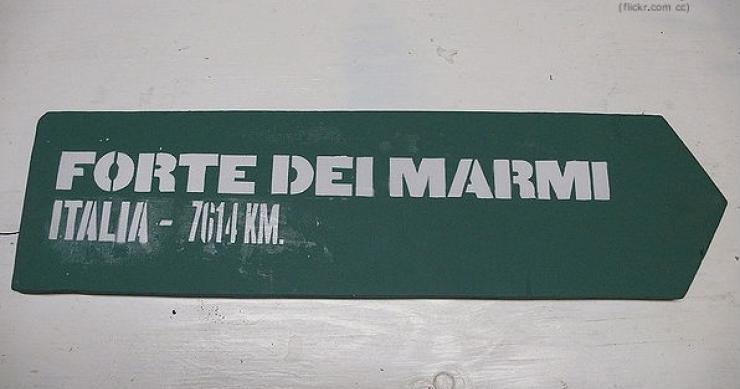 (flickr.com cc)
FORTE DEI MARMI
ITALIA - 7614 KM.